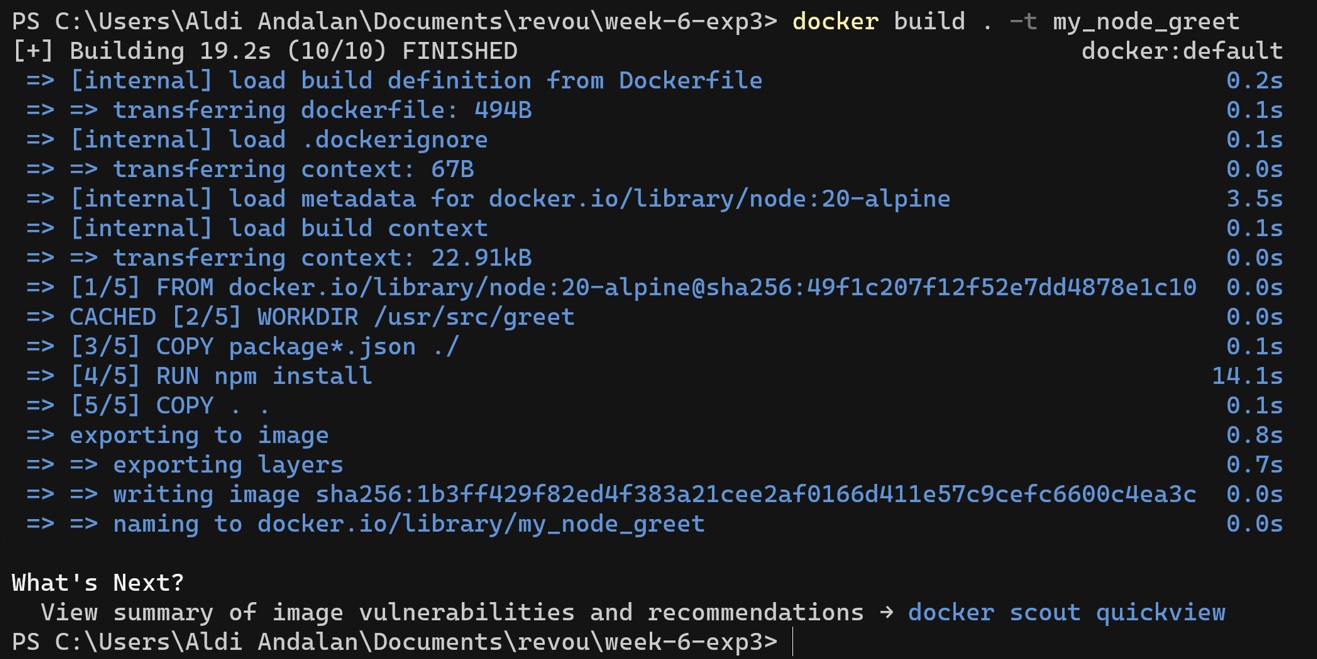 PS C:\Users\Aldi Andalan\Documents\revou\week-6-exp3> docker build . -t my_node_greet
[+] Building 19.2s (10/10) FINISHED docker:default
=> [internal] load build definition from Dockerfile 0.2s
=> => transferring dockerfile: 494B 0.1s
=> [internal] load .dockerignore 0.1s
=> => transferring context: 67B 0.0s
=> [internal] load metadata for docker.io/library/node:20-alpine 3.5s
=> [internal] load build context 0.1s
=> => transferring context: 22.91kB 0.0s
=> [1/5] FROM docker.io/library/node:20-alpine@sha256:49f1c207f12f52e7dd4878e1c10 0.0s
=> CACHED [2/5] WORKDIR /usr/src/greet 0.0s
=> [3/5] COPY package*.json ./ 0.1s
=> [4/5] RUN npm install 14.1s
=> [5/5] COPY . . 0.1s
=> exporting to image 0.8s
=> => exporting layers 0.7s
=> => writing image sha256:1b3ff429f82ed4f383a21cee2af0166d411e57c9cefc6600c4ea3c 0.0s
=> => naming to docker.io/library/my_node_greet 0.0s
What's Next?
View summary of image vulnerabilities and recommendations → docker scout quickview
PS C:\Users\Aldi Andalan\Documents\revou\week-6-exp3>